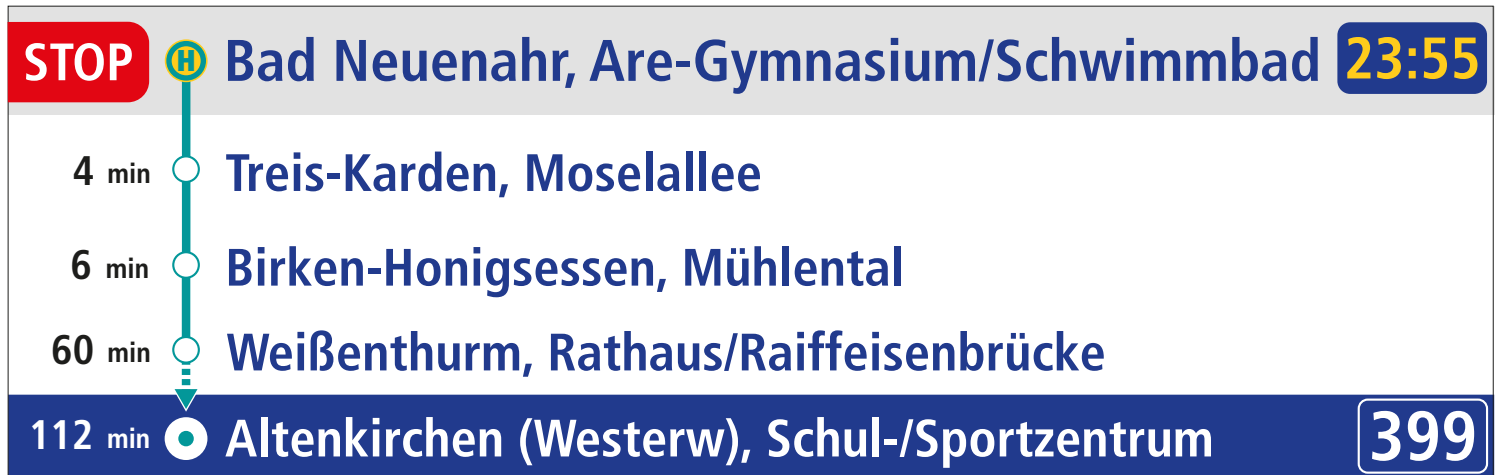 STOP H Bad Neuenahr, Are-Gymnasium/Schwimmbad 23:55
4 min Treis-Karden, Moselallee
6 min Birken-Honigsessen, Mühlental
60 min Weißenthurm, Rathaus/Raiffeisenbrücke
112 min Altenkirchen (Westerw), Schul-/Sportzentrum 399